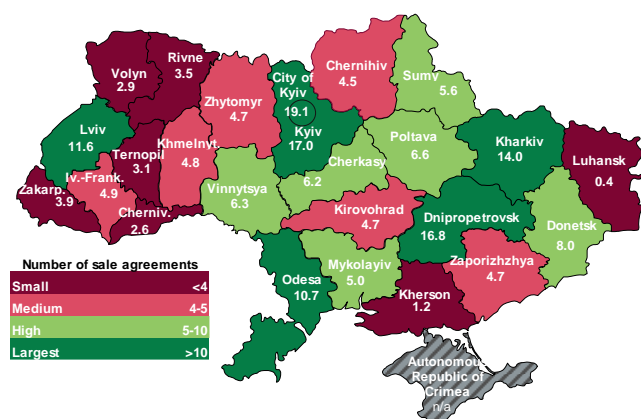 Volyn
2.9
Rivne
3.5
Zhytomyr
4.7
City of
Kyiv
19.1
Kyiv
17.0
Chernihiv
4.5
Sumy
5.6
Lviv
11.6
Ternopil
3.1
Khmelnyt.
4.8
Zakarp.
3.9
Iv.-Frank.
4.9
Cherniv.
2.6
Vinnytsya
6.3
Cherkasy
6.2
Poltava
6.6
Kharkiv
14.0
Luhansk
0.4
Kirovohrad
4.7
Dnipropetrovsk
16.8
Donetsk
8.0
Zaporizhzhya
4.7
Odesa
10.7
Mykolayiv
5.0
Kherson
1.2
Autonomous
Republic of
Crimea
n/a
Number of sale agreements
Small <4
Medium 4-5
High 5-10
Largest >10